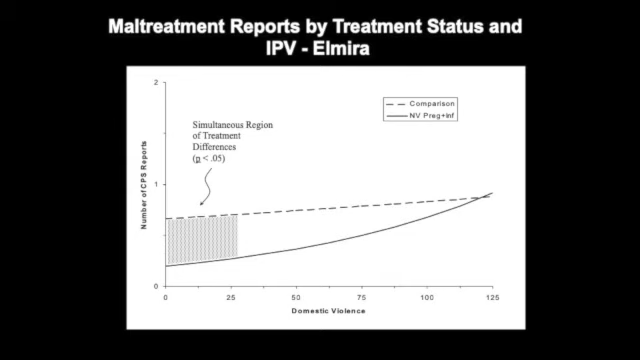 Maltreatment Reports by Treatment Status and
IPV - Elmira
2
Comparison
NV Preg+Inf
Simultaneous Region
of Treatment
Differences
(p < .05)
Number of CPS Reports
1
0
0 25 50 75 100 125
Domestic Violence